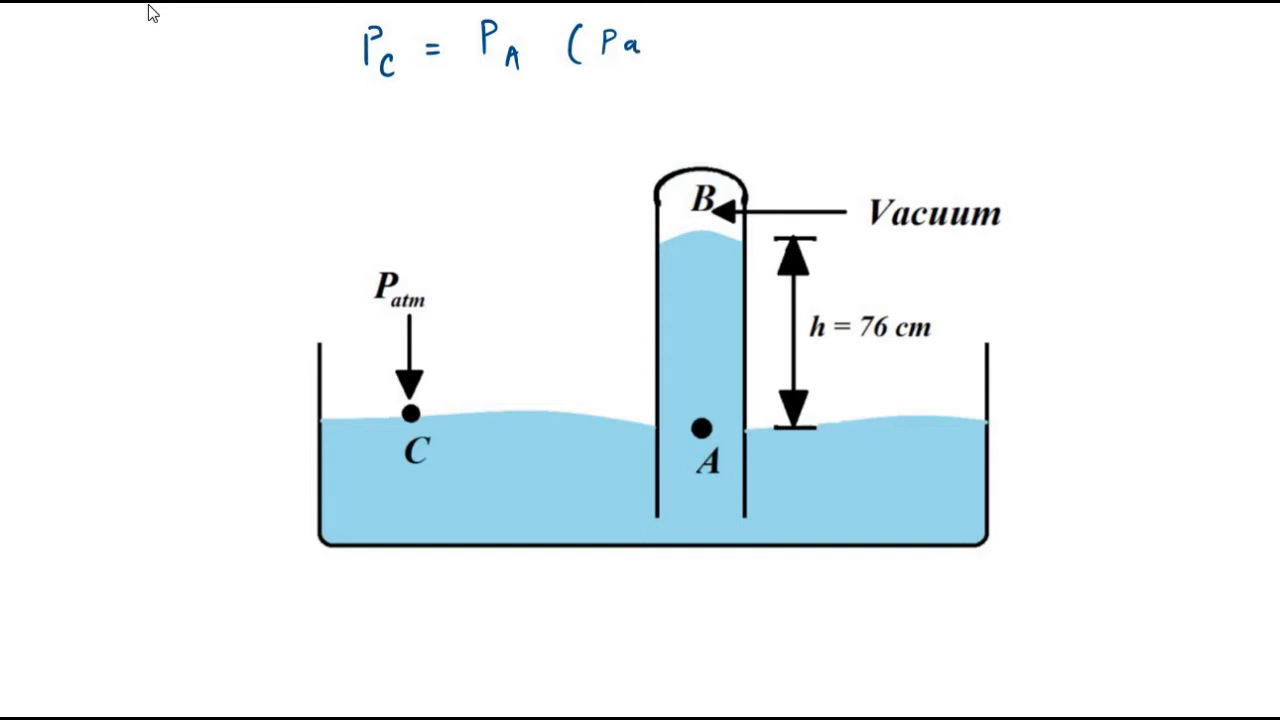 P_C = P_A ( Pa
B
Vacuum
P_atm
h = 76 cm
C
A